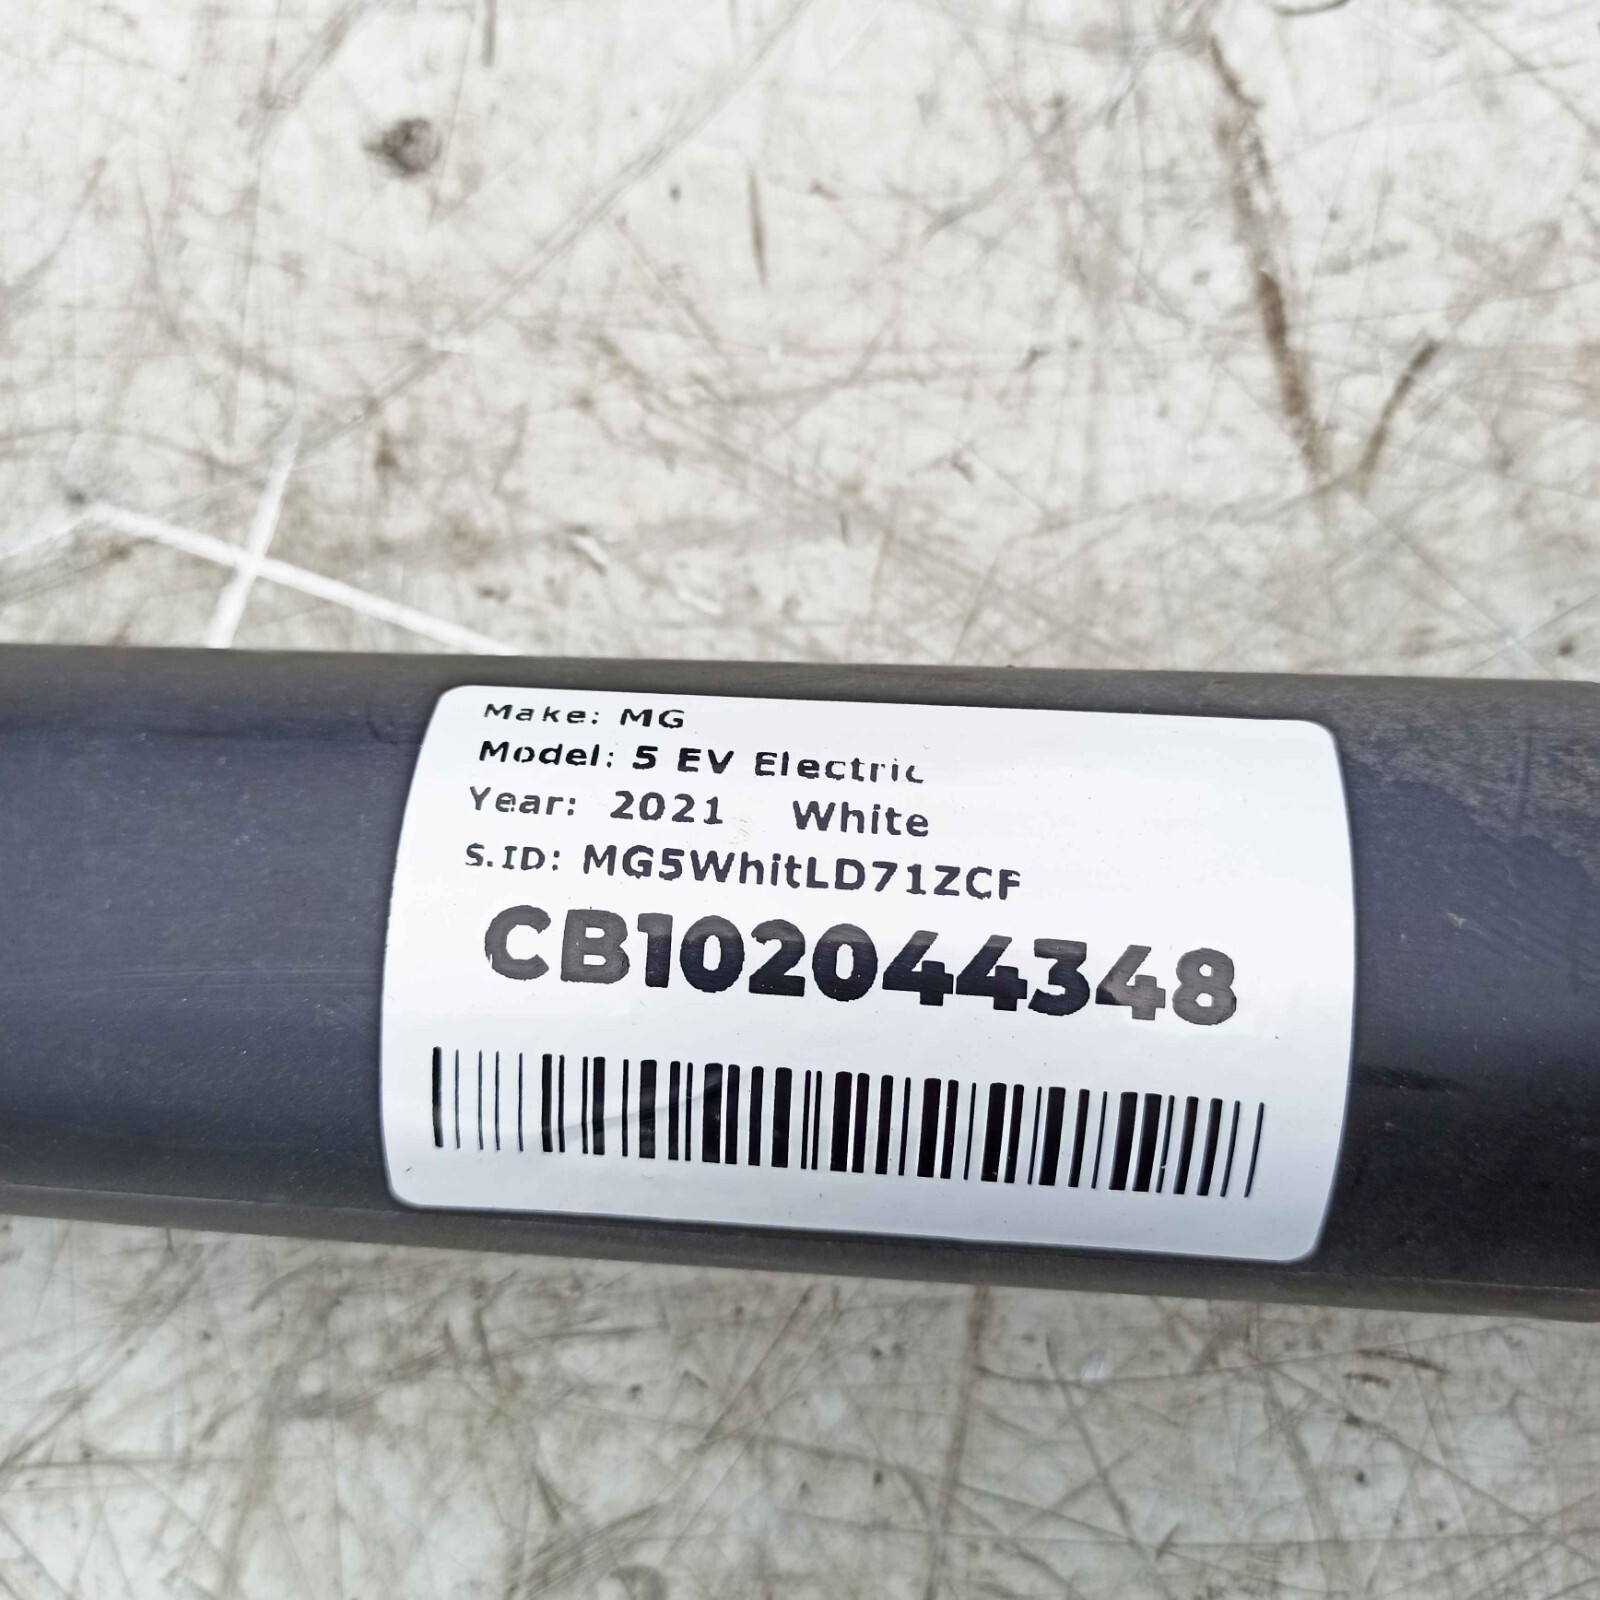 Make: MG
Model: 5 EV Electric
Year: 2021 White
S.ID: MG5WhitLD71ZCF
CB102044348